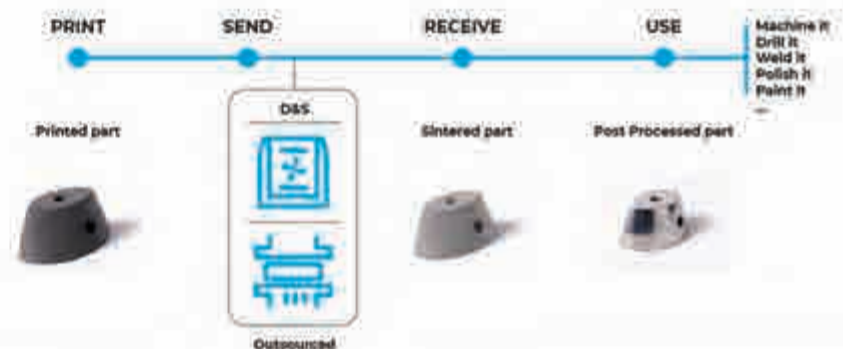 PRINT
SEND
RECEIVE
USE
Machine it
Drill it
Weld it
Polish it
Paint it
D&S
Printed part
Sintered part
Post Processed part
Outsourced